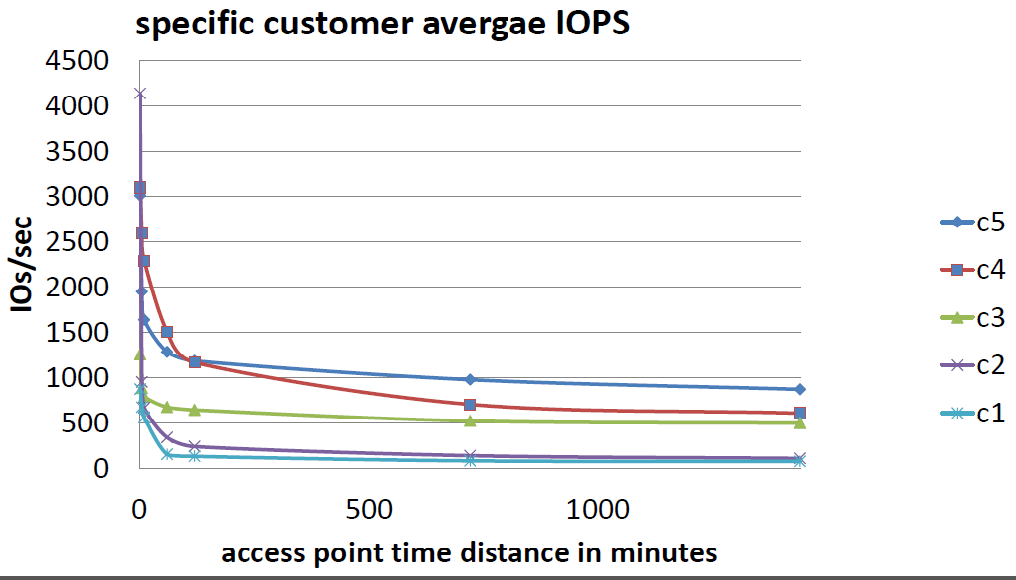 specific customer avergae IOPS
4500
4000
3500
3000
2500
2000
1500
1000
500
0
IOs/sec
0 500 1000
access point time distance in minutes
c5
c4
c3
c2
c1